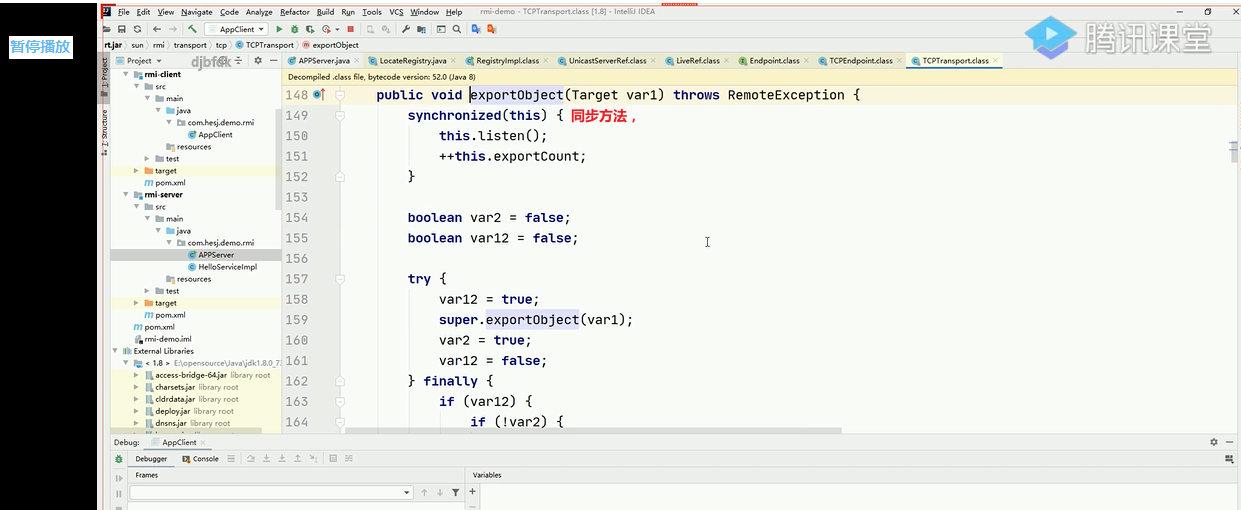 File Edit View Navigate Code Analyze Refactor Build Run Tools VCS Window Help rmi-demo - TCPTransport.class [1.8] - IntelliJ IDEA
AppClient
rt.jar sun rmi transport tcp TCPTransport exportObject
腾讯课堂
暂停播放
Project
djbf8k
APPServer.java LocateRegistry.java RegistryImpl.class UnicastServerRef.class LiveRef.class Endpoint.class TCPEndpoint.class TCPTransport.class
1: Project
7: Structure
Decompiled .class file, bytecode version: 52.0 (Java 8)
rmi-client
src
main
java
com.hesj.demo.rmi
AppClient
resources
test
target
pom.xml
rmi-server
src
main
java
com.hesj.demo.rmi
APPServer
HelloServiceImpl
resources
test
target
pom.xml
pom.xml
rmi-demo.iml
External Libraries
< 1.8 > E:\opensource\Java\jdk1.8.0_7
access-bridge-64.jar library root
charsets.jar library root
cldrdata.jar library root
deploy.jar library root
dnsns.jar library root
148 public void exportObject(Target var1) throws RemoteException {
149 synchronized(this) { 同步方法，
150 this.listen();
151 ++this.exportCount;
152 }
153
154 boolean var2 = false;
155 boolean var12 = false;
156
157 try {
158 var12 = true;
159 super.exportObject(var1);
160 var2 = true;
161 var12 = false;
162 } finally {
163 if (var12) {
164 if (!var2) {
Debug: AppClient
Debugger Console
Frames Variables